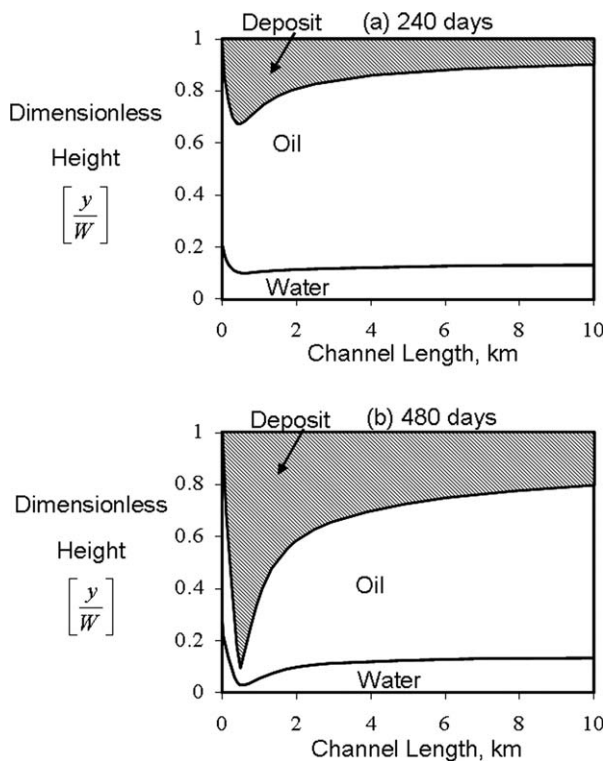 Deposit (a) 240 days
1
0.8
Dimensionless
Height
[y/W]
0.6
0.4
0.2
0
Oil
Water
0 2 4 6 8 10
Channel Length, km
Deposit (b) 480 days
1
0.8
Dimensionless
Height
[y/W]
0.6
0.4
0.2
0
Oil
Water
0 2 4 6 8 10
Channel Length, km